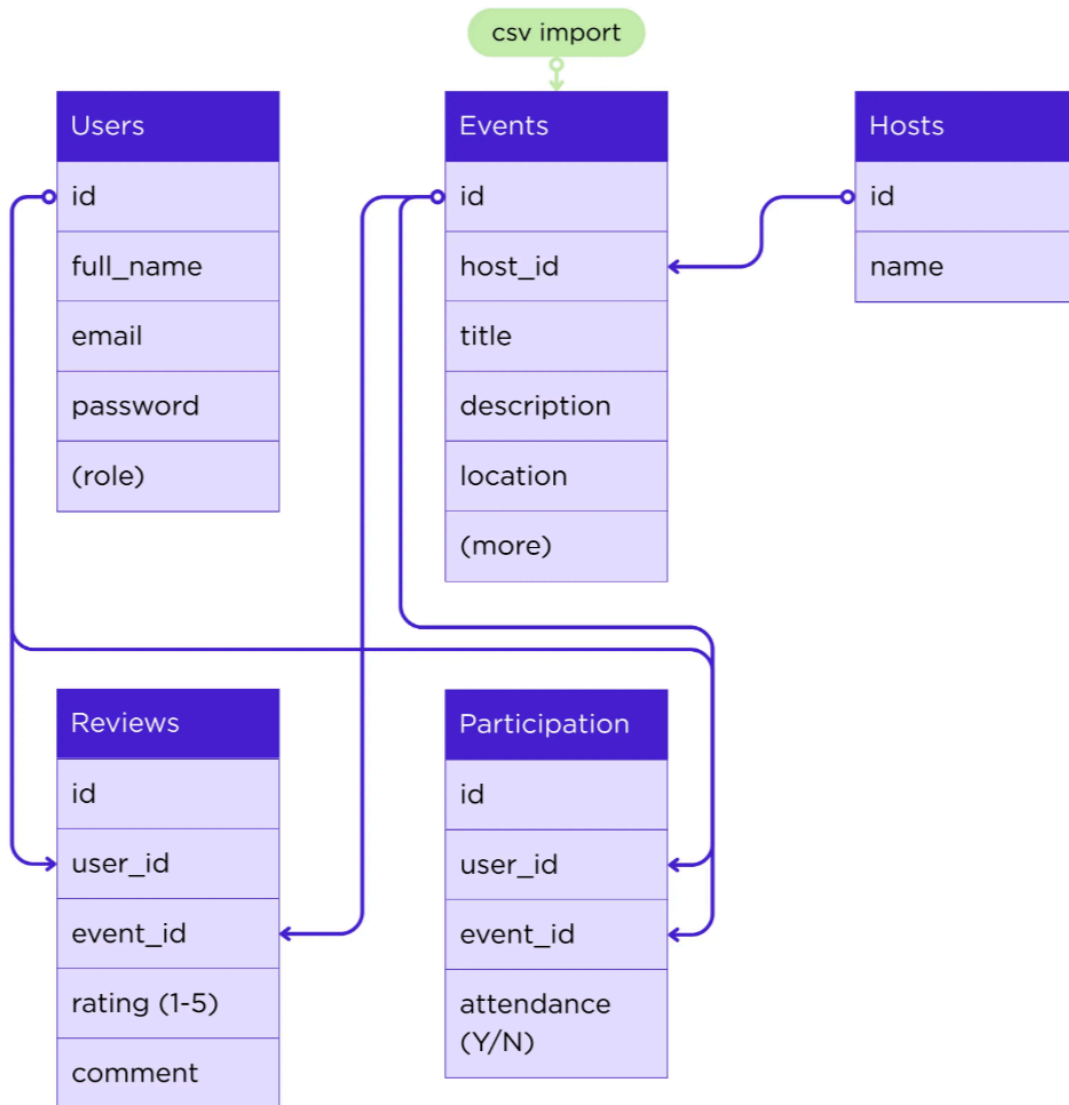 csv import
Users
id
full_name
email
password
(role)
Events
id
host_id
title
description
location
(more)
Hosts
id
name
Reviews
id
user_id
event_id
rating (1-5)
comment
Participation
id
user_id
event_id
attendance
(Y/N)